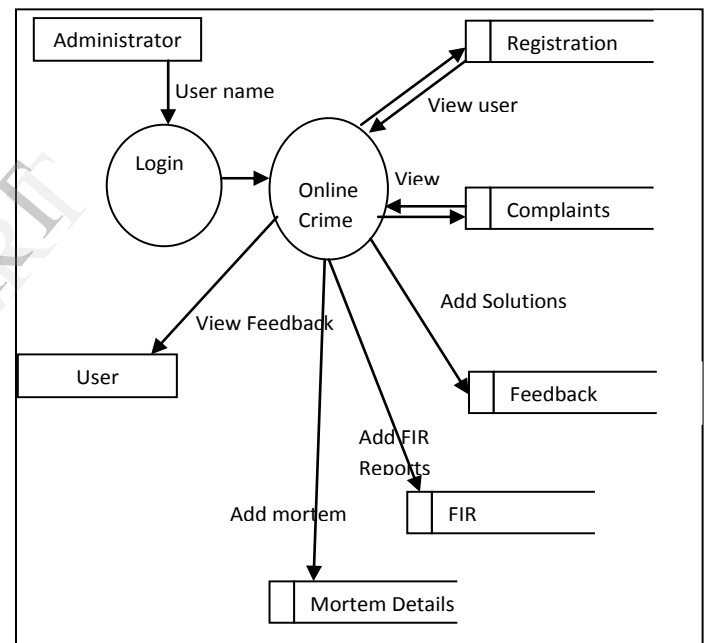 Administrator
Registration
User name
View user
Login
Online
Crime
View
Complaints
Add Solutions
View Feedback
User
Feedback
Add FIR
Reports
Add mortem
FIR
Mortem Details